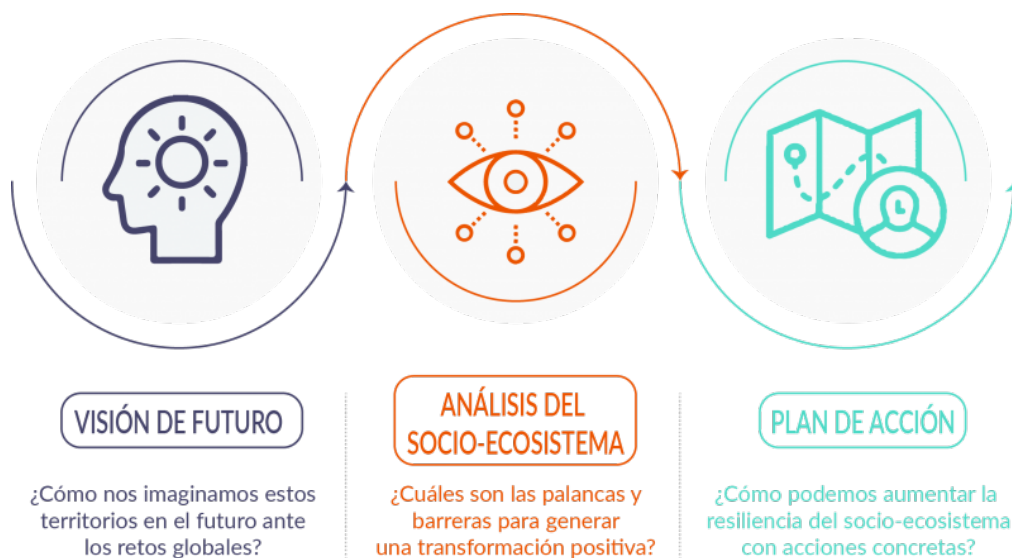 VISIÓN DE FUTURO
¿Cómo nos imaginamos estos
territorios en el futuro ante
los retos globales?
ANÁLISIS DEL
SOCIO-ECOSISTEMA
¿Cuáles son las palancas y
barreras para generar
una transformación positiva?
PLAN DE ACCIÓN
¿Cómo podemos aumentar la
resiliencia del socio-ecosistema
con acciones concretas?